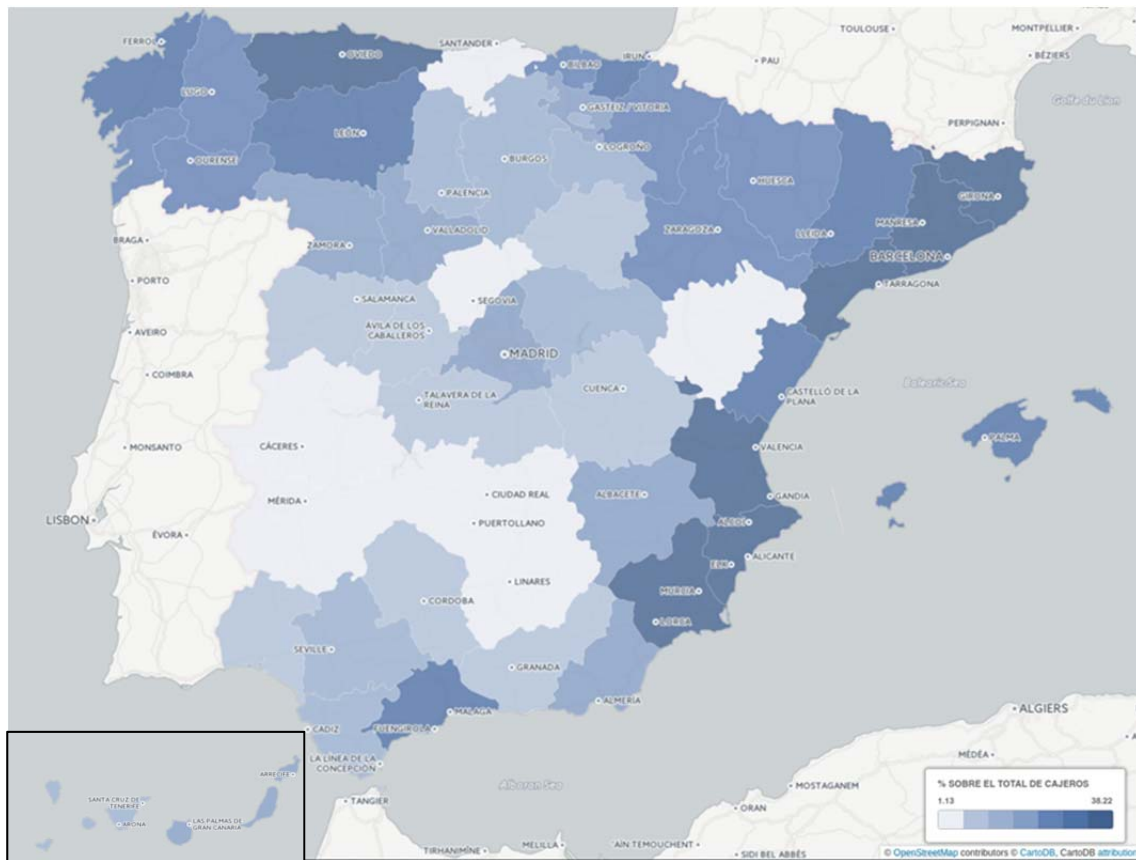 TOULOUSE
MONTPELLIER
BÉZIERS
PAU
Golfe du Lion
PERPIGNAN
FERROL
OVIEDO
SANTANDER
BILBAO
IRUN
LUGO
GASTEIZ / VITORIA
LEÓN
LOGROÑO
OURENSE
BURGOS
PALENCIA
HUESCA
GIRONA
MANRESA
VALLADOLID
ZARAGOZA
LLEIDA
BRAGA
ZAMORA
BARCELONA
PORTO
TARRAGONA
SALAMANCA
SEGOVIA
AVEIRO
ÁVILA DE LOS
CABALLEROS
MADRID
COIMBRA
TALAVERA DE LA
REINA
CUENCA
CASTELLÓ DE LA
PLANA
Balearic Sea
PALMA
MONSANTO
CÁCERES
VALENCIA
CIUDAD REAL
ALBACETE
GANDIA
MÉRIDA
LISBON
PUERTOLLANO
ALCOI
ÉVORA
ALICANTE
ELX
LINARES
MURCIA
CORDOBA
LORCA
SEVILLE
GRANADA
ALMERÍA
MALAGA
CADIZ
FUENGIROLA
ALGIERS
LA LÍNEA DE LA
CONCEPCIÓN
MÉDÉA
ARRECIFE
SANTA CRUZ DE
TENERIFE
ARONA
LAS PALMAS DE
GRAN CANARIA
Alboran Sea
MOSTAGANEM
TANGIER
ORAN
MELILLA
AÏN TEMOUCHENT
TIRHANIMÎNE
SIDI BEL ABBÈS
% SOBRE EL TOTAL DE CAJEROS
1.13 38.22
© OpenStreetMap contributors © CartoDB, CartoDB attribution